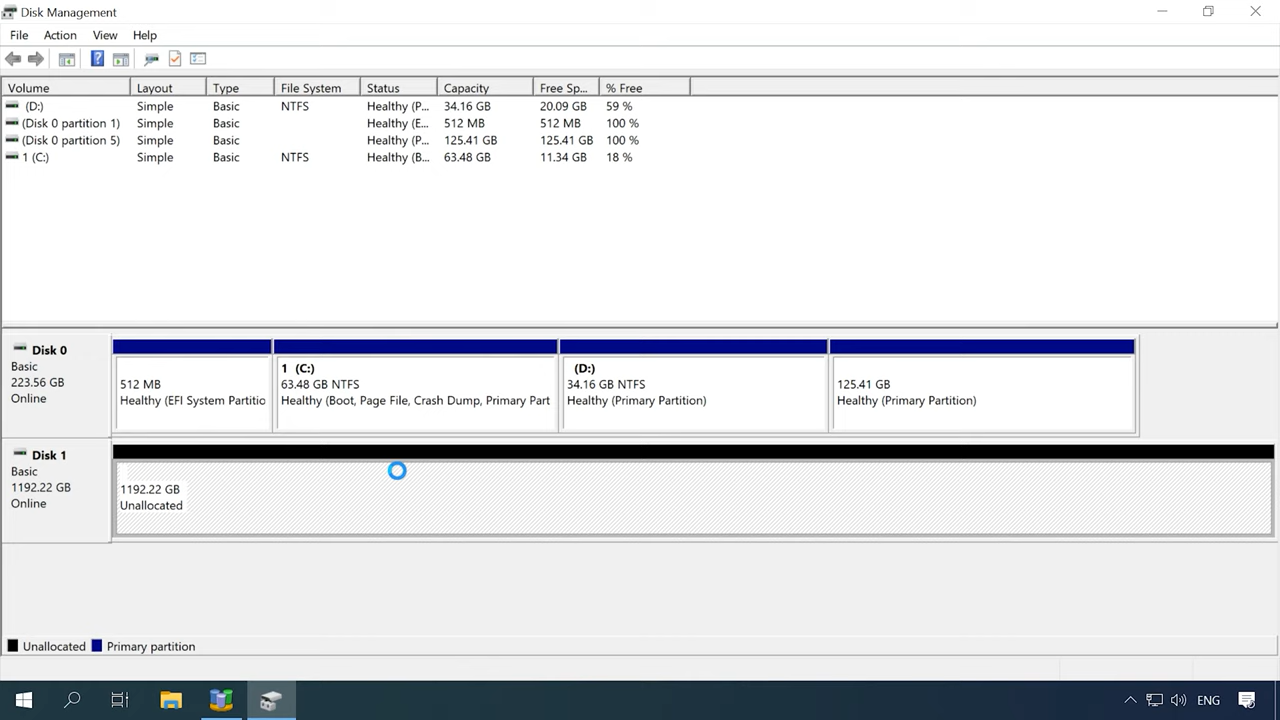 Disk Management
File Action View Help
Volume Layout Type File System Status Capacity Free Sp... % Free
(D:) Simple Basic NTFS Healthy (P... 34.16 GB 20.09 GB 59 %
(Disk 0 partition 1) Simple Basic Healthy (E... 512 MB 512 MB 100 %
(Disk 0 partition 5) Simple Basic Healthy (P... 125.41 GB 125.41 GB 100 %
1 (C:) Simple Basic NTFS Healthy (B... 63.48 GB 11.34 GB 18 %
Disk 0
Basic
223.56 GB
Online
512 MB
Healthy (EFI System Partitio
1 (C:)
63.48 GB NTFS
Healthy (Boot, Page File, Crash Dump, Primary Part
(D:)
34.16 GB NTFS
Healthy (Primary Partition)
125.41 GB
Healthy (Primary Partition)
Disk 1
Basic
1192.22 GB
Online
1192.22 GB
Unallocated
Unallocated Primary partition
ENG